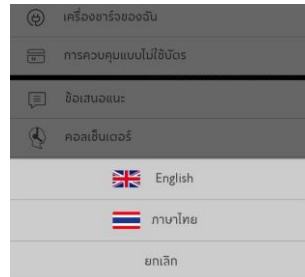 เครื่องชาร์จของฉัน
การควบคุมแบบไม่ใช้บัตร
ข้อเสนอแนะ
คอลเซ็นเตอร์
English
ภาษาไทย
ยกเลิก